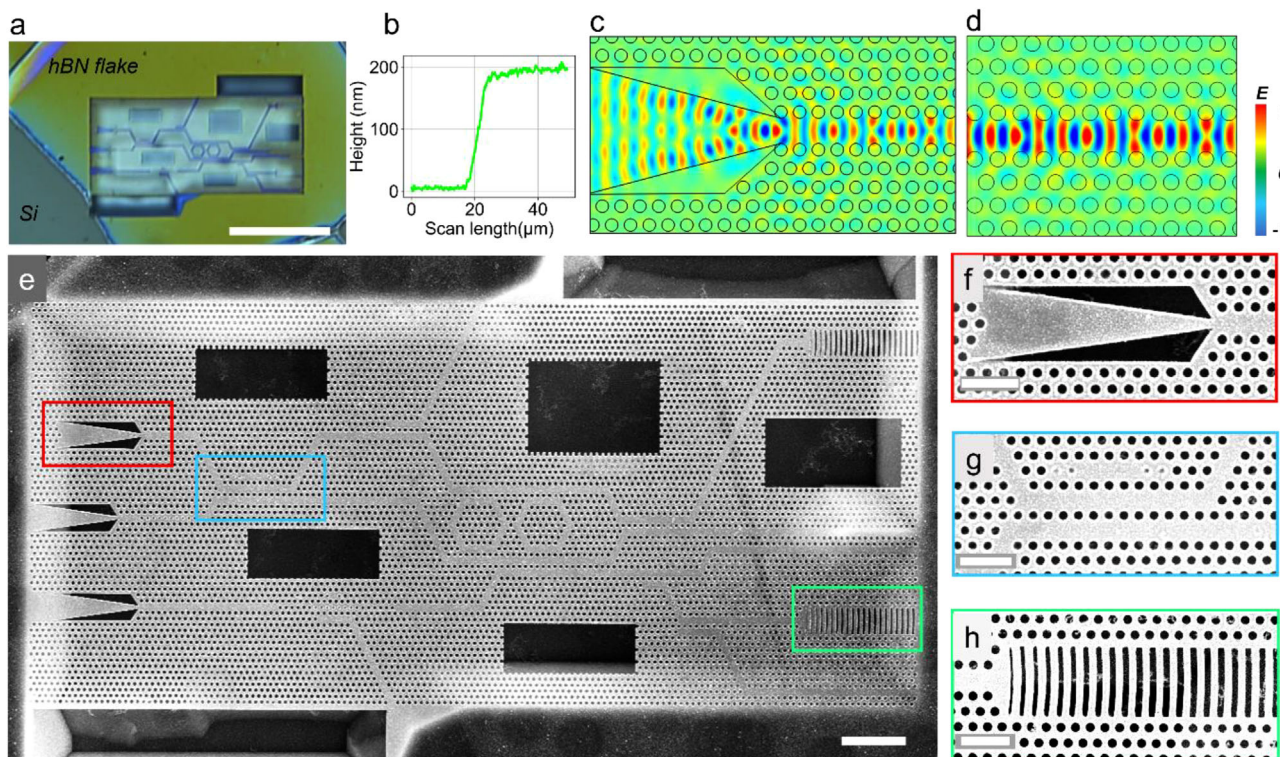 a
hBN flake
Si
b
Height (nm)
200
100
0
0
20
40
Scan length(μm)
c
d
E
-
e
f
g
h